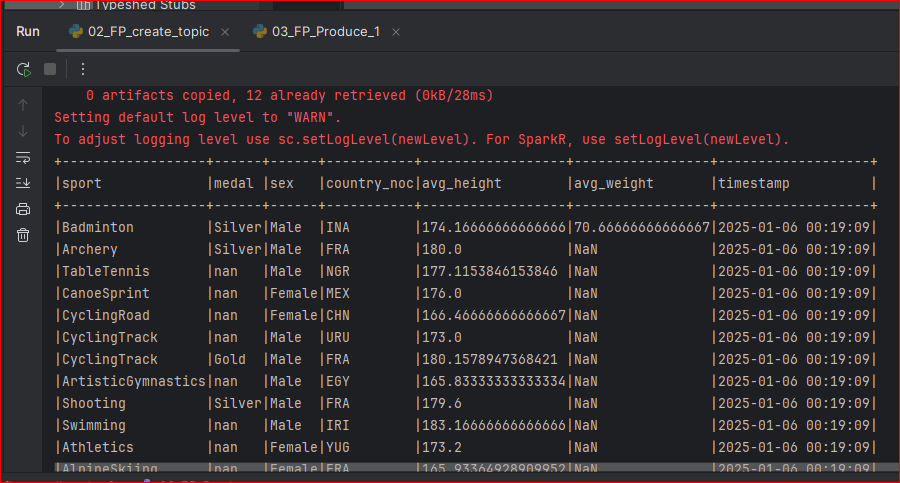 Typeshed Stubs
Run 02_FP_create_topic × 03_FP_Produce_1 ×
0 artifacts copied, 12 already retrieved (0kB/28ms)
Setting default log level to "WARN".
To adjust logging level use sc.setLogLevel(newLevel). For SparkR, use setLogLevel(newLevel).
+------------------+------+------+-----------+------------------+-----------------+-------------------+
|sport             |medal |sex   |country_noc|avg_height        |avg_weight       |timestamp          |
+------------------+------+------+-----------+------------------+-----------------+-------------------+
|Badminton         |Silver|Male  |INA        |174.16666666666666|70.66666666666667|2025-01-06 00:19:09|
|Archery           |Silver|Male  |FRA        |180.0             |NaN              |2025-01-06 00:19:09|
|TableTennis       |nan   |Male  |NGR        |177.1153846153846 |NaN              |2025-01-06 00:19:09|
|CanoeSprint       |nan   |Female|MEX        |176.0             |NaN              |2025-01-06 00:19:09|
|CyclingRoad       |nan   |Female|CHN        |166.46666666666667|NaN              |2025-01-06 00:19:09|
|CyclingTrack      |nan   |Male  |URU        |173.0             |NaN              |2025-01-06 00:19:09|
|CyclingTrack      |Gold  |Male  |FRA        |180.1578947368421 |NaN              |2025-01-06 00:19:09|
|ArtisticGymnastics|nan   |Male  |EGY        |165.83333333333334|NaN              |2025-01-06 00:19:09|
|Shooting          |Silver|Male  |FRA        |179.6             |NaN              |2025-01-06 00:19:09|
|Swimming          |nan   |Male  |IRI        |183.16666666666666|NaN              |2025-01-06 00:19:09|
|Athletics         |nan   |Female|YUG        |173.2             |NaN              |2025-01-06 00:19:09|
|AlpineSkiing      |nan   |Female|FRA        |165.93364928909952|NaN              |2025-01-06 00:19:09|